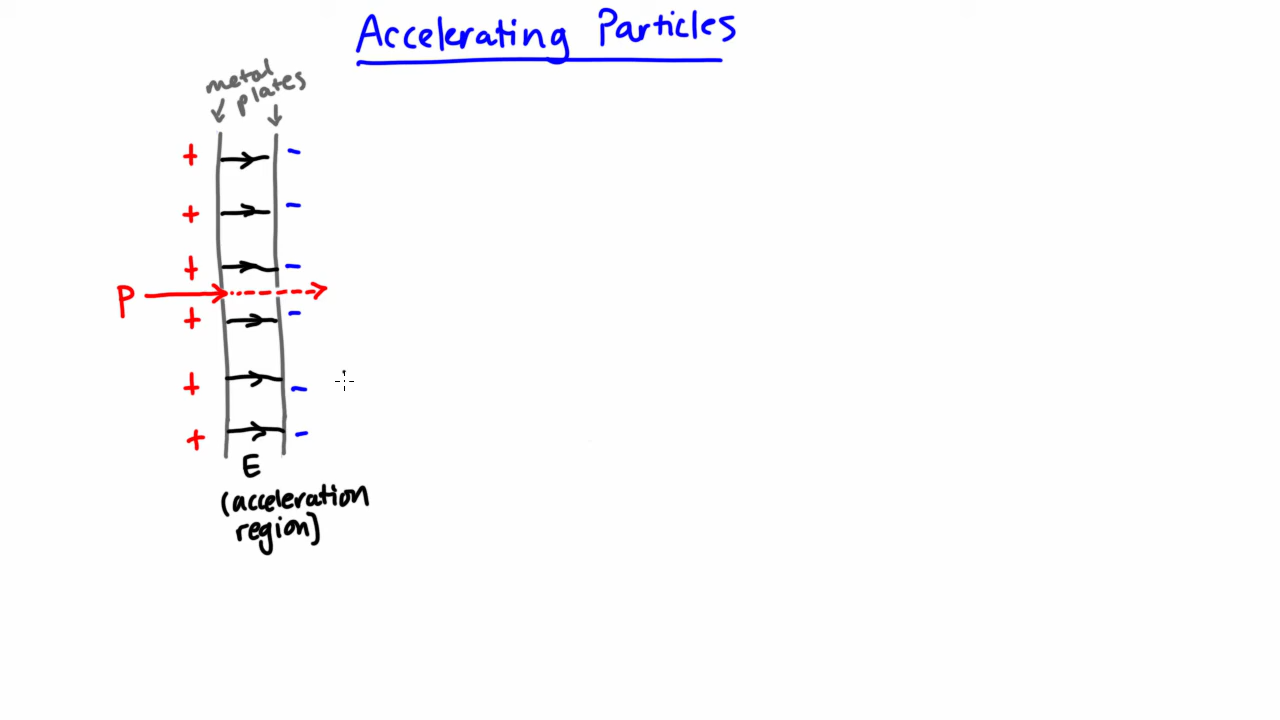 Accelerating Particles
metal
plates
+ -
+ -
+ -
P
+ -
+ -
+ -
E
(acceleration
region)